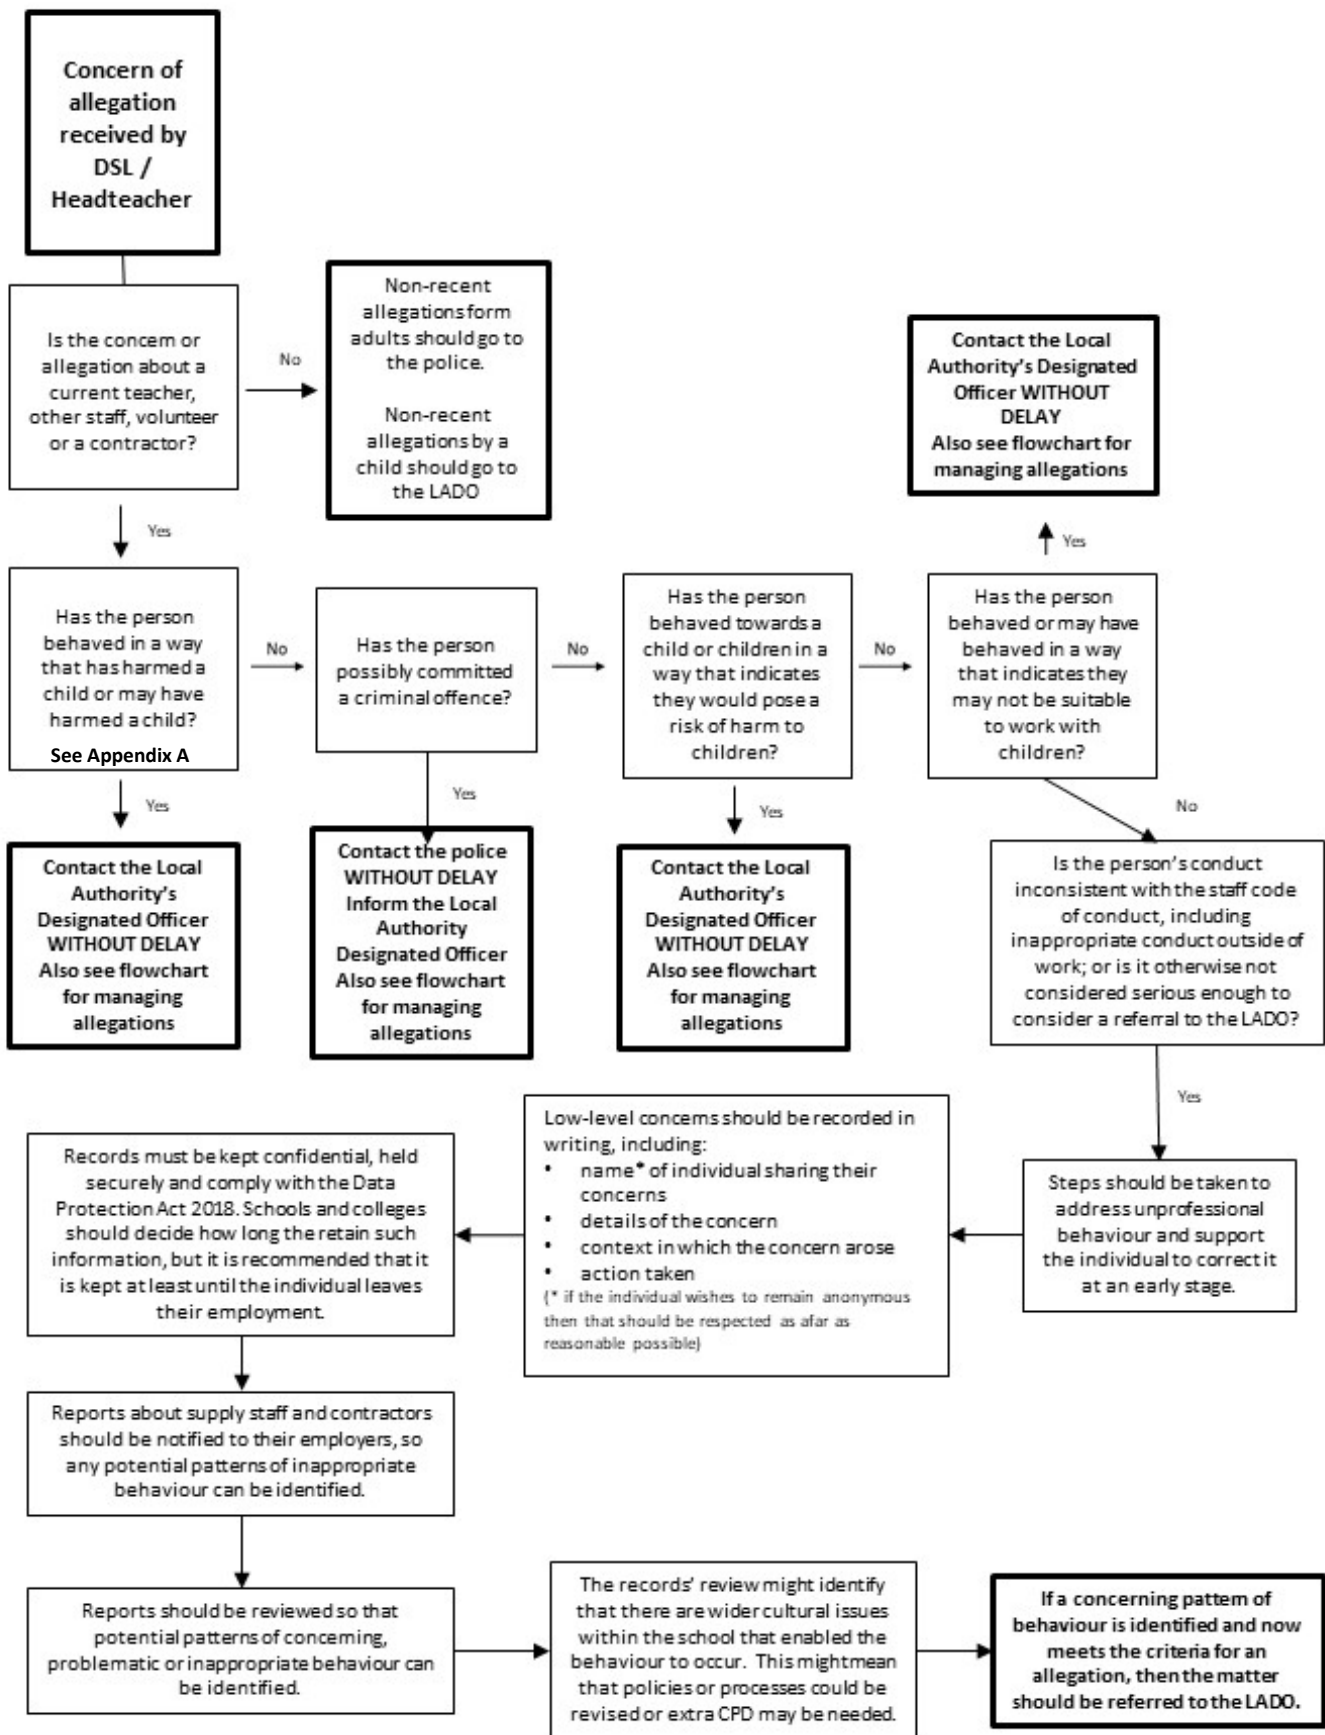 Concern of
allegation
received by
DSL /
Headteacher
Is the concern or
allegation about a
current teacher,
other staff, volunteer
or a contractor?
No
Non-recent
allegations form
adults should go to
the police.
Non-recent
allegations by a
child should go to
the LADO
Contact the Local
Authority's Designated
Officer WITHOUT
DELAY
Also see flowchart for
managing allegations
Yes
Yes
Has the person
behaved in a way
that has harmed a
child or may have
harmed a child?
See Appendix A
No
Has the person
possibly committed
a criminal offence?
No
Has the person
behaved towards a
child or children in a
way that indicates
they would pose a
risk of harm to
children?
No
Has the person
behaved or may have
behaved in a way
that indicates they
may not be suitable
to work with
children?
Yes
Yes
Yes
No
Contact the Local
Authority's
Designated Officer
WITHOUT DELAY
Also see flowchart
for managing
allegations
Contact the police
WITHOUT DELAY
Inform the Local
Authority
Designated Officer
Also see flowchart
for managing
allegations
Contact the Local
Authority's
Designated Officer
WITHOUT DELAY
Also see flowchart
for managing
allegations
Is the person's conduct
inconsistent with the staff code
of conduct, including
inappropriate conduct outside of
work; or is it otherwise not
considered serious enough to
consider a referral to the LADO?
Yes
Steps should be taken to
address unprofessional
behaviour and support
the individual to correct it
at an early stage.
Low-level concerns should be recorded in
writing, including:
• name* of individual sharing their
concerns
• details of the concern
• context in which the concern arose
• action taken
(* if the individual wishes to remain anonymous
then that should be respected as afar as
reasonable possible)
Records must be kept confidential, held
securely and comply with the Data
Protection Act 2018. Schools and colleges
should decide how long the retain such
information, but it is recommended that it
is kept at least until the individual leaves
their employment.
Reports about supply staff and contractors
should be notified to their employers, so
any potential patterns of inappropriate
behaviour can be identified.
Reports should be reviewed so that
potential patterns of concerning,
problematic or inappropriate behaviour can
be identified.
The records' review might identify
that there are wider cultural issues
within the school that enabled the
behaviour to occur. This might mean
that policies or processes could be
revised or extra CPD may be needed.
If a concerning pattern of
behaviour is identified and now
meets the criteria for an
allegation, then the matter
should be referred to the LADO.